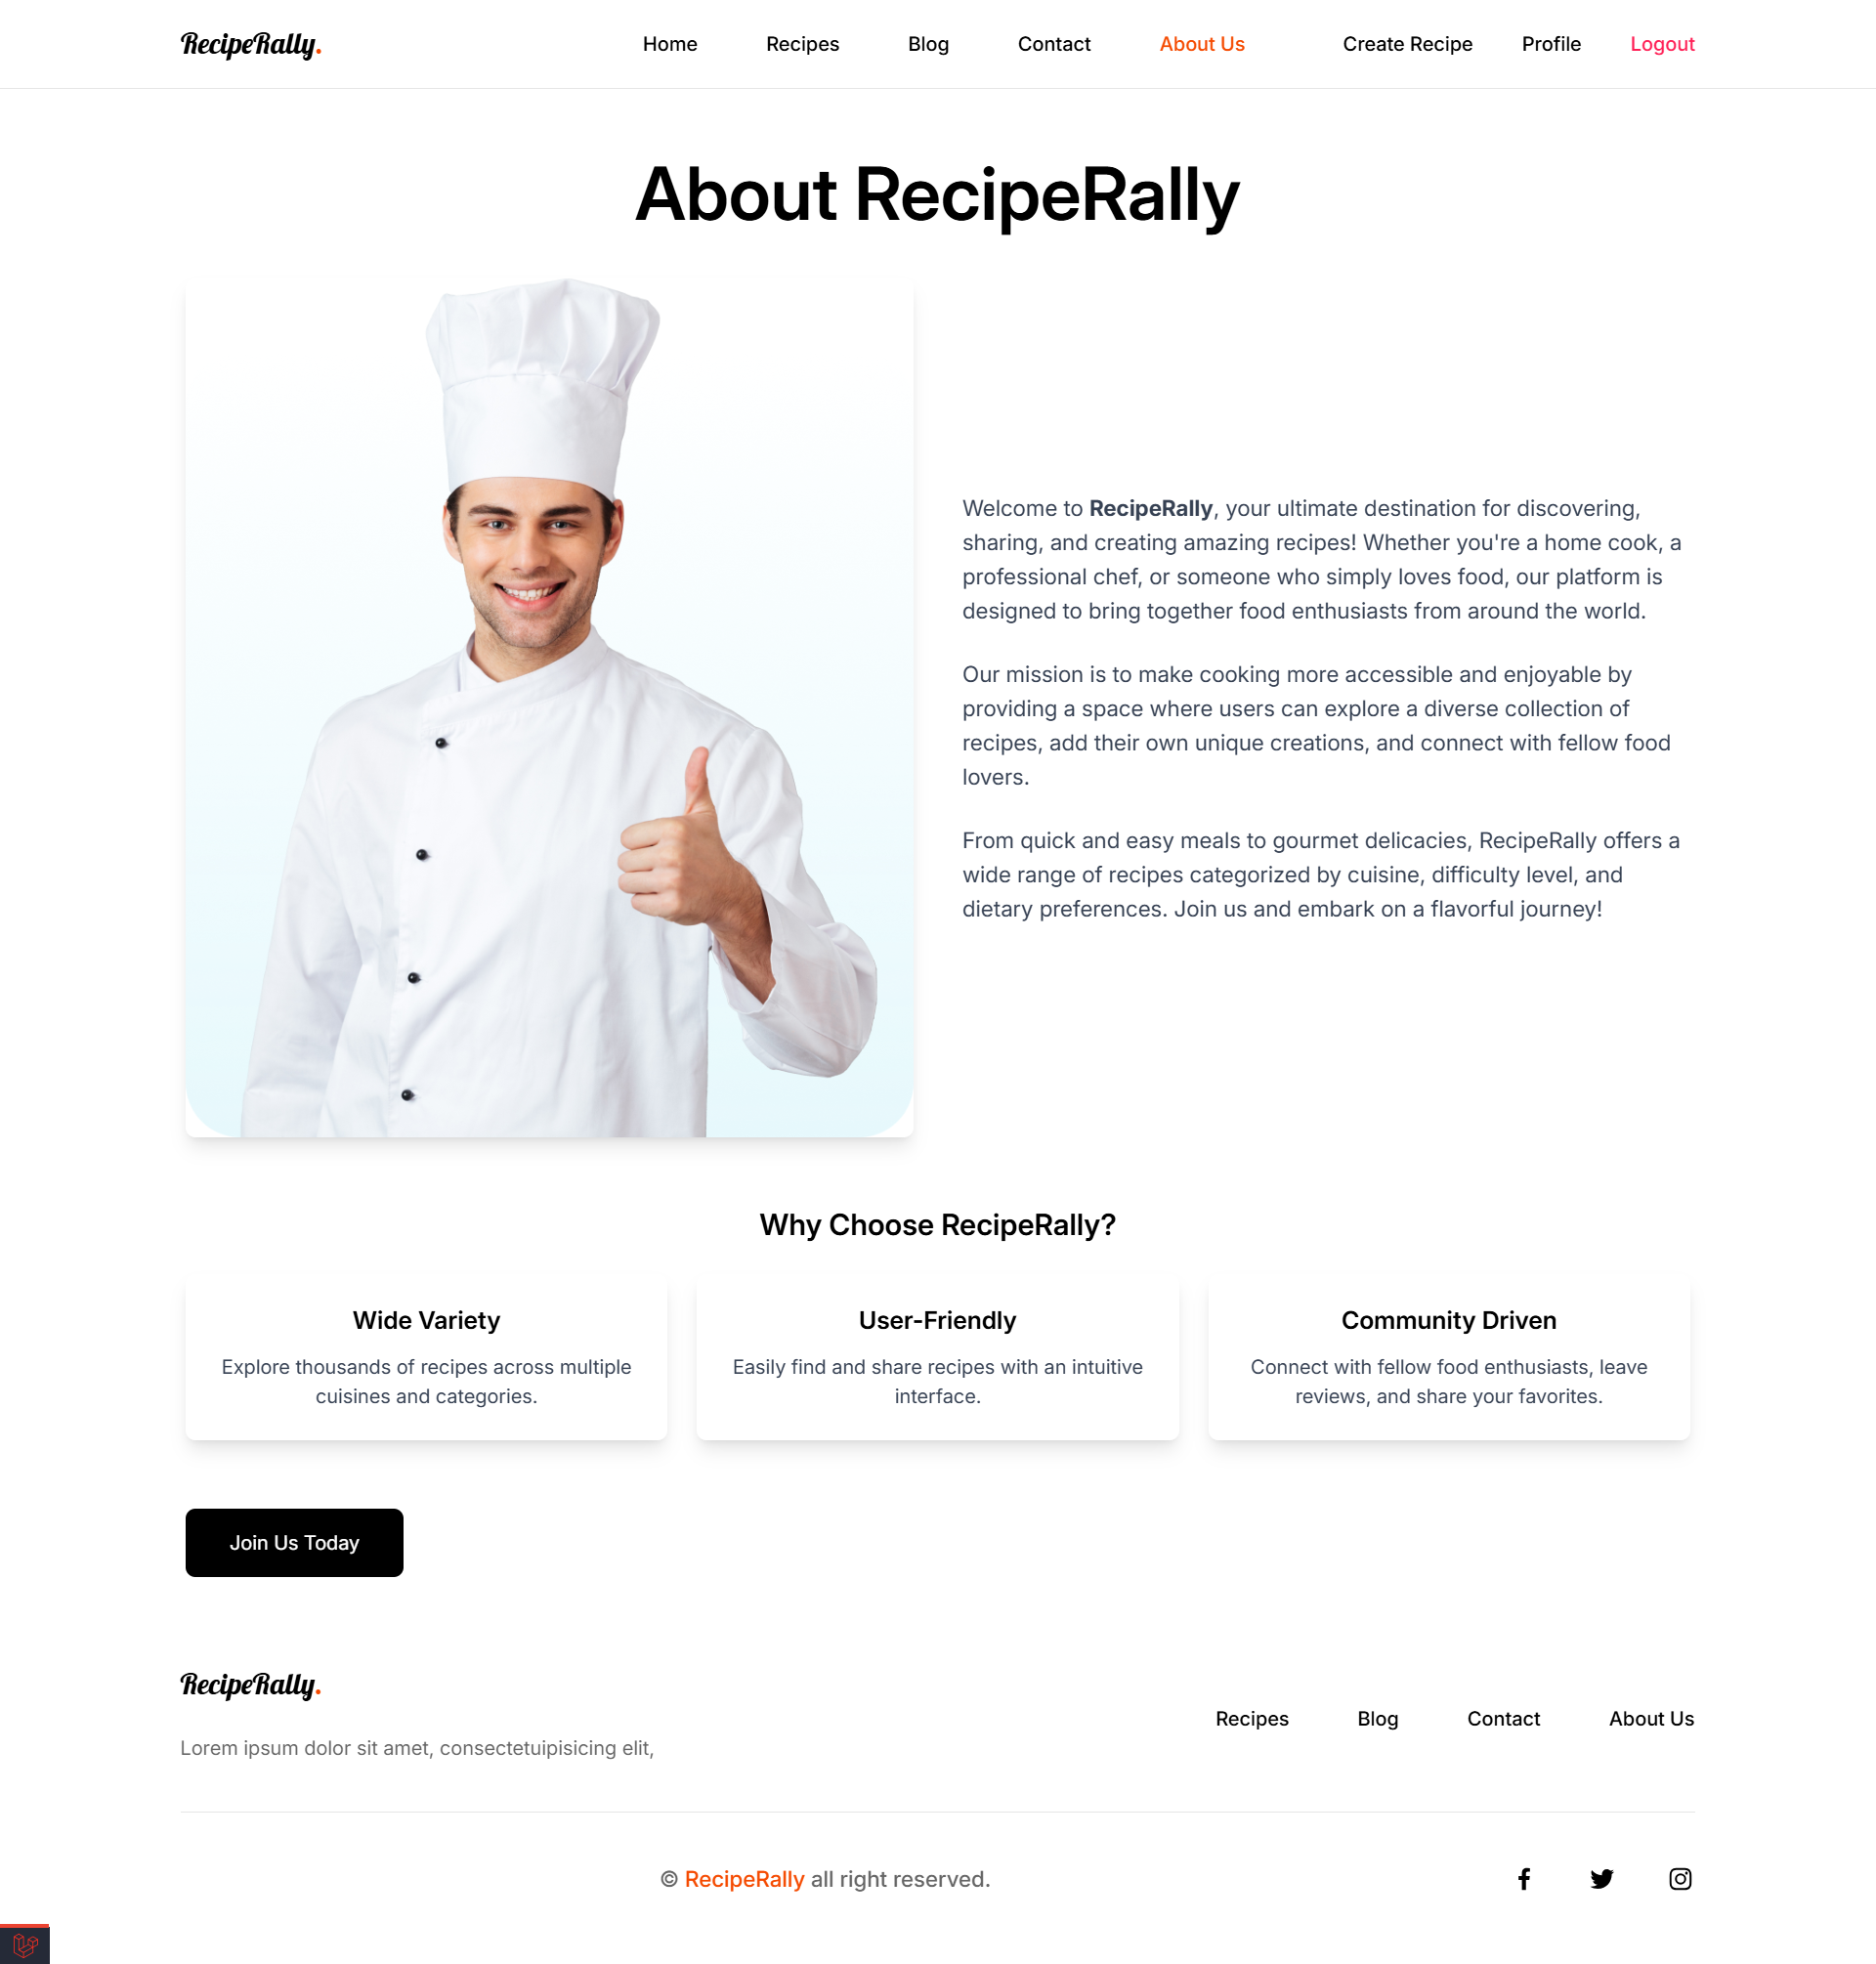 RecipeRally.
Home Recipes Blog Contact About Us Create Recipe Profile Logout
About RecipeRally
Welcome to RecipeRally, your ultimate destination for discovering,
sharing, and creating amazing recipes! Whether you're a home cook, a
professional chef, or someone who simply loves food, our platform is
designed to bring together food enthusiasts from around the world.
Our mission is to make cooking more accessible and enjoyable by
providing a space where users can explore a diverse collection of
recipes, add their own unique creations, and connect with fellow food
lovers.
From quick and easy meals to gourmet delicacies, RecipeRally offers a
wide range of recipes categorized by cuisine, difficulty level, and
dietary preferences. Join us and embark on a flavorful journey!
Why Choose RecipeRally?
Wide Variety
Explore thousands of recipes across multiple
cuisines and categories.
User-Friendly
Easily find and share recipes with an intuitive
interface.
Community Driven
Connect with fellow food enthusiasts, leave
reviews, and share your favorites.
Join Us Today
RecipeRally.
Lorem ipsum dolor sit amet, consectetuipisicing elit,
Recipes Blog Contact About Us
© RecipeRally all right reserved.